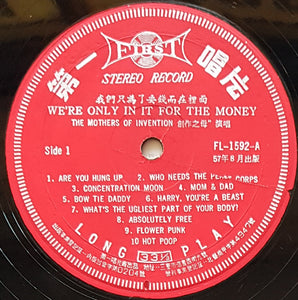 FIRST
STEREO RECORD
第一唱片
我們只為了要錢而在裡面
WE'RE ONLY IN IT FOR THE MONEY
THE MOTHERS OF INVENTION 創作之母" 演唱
Side 1
FL-1592-A
57年8月出版
1. ARE YOU HUNG UP
2. WHO NEEDS THE PEACE CORPS
3. CONCENTRATION MOON
4. MOM & DAD
5. BOW TIE DADDY
6. HARRY, YOU'RE A BEAST
7. WHAT'S THE UGLIEST PART OF YOUR BODY!
8. ABSOLUTELY FREE
9. FLOWER PUNK
10 HOT POOP
LONG 33⅓ PLAY